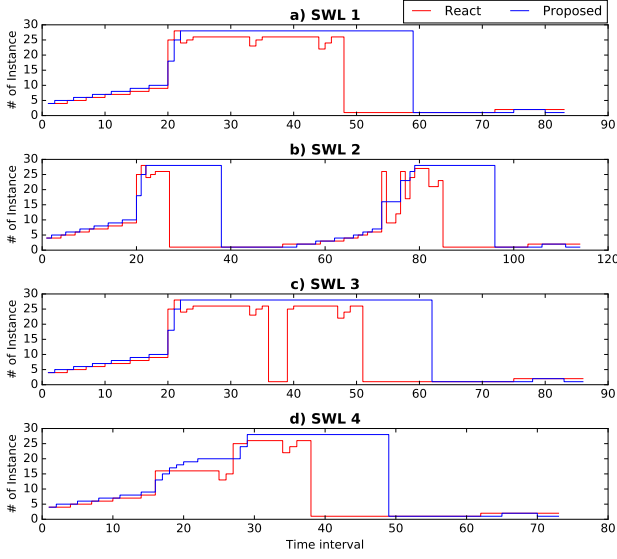 React Proposed
a) SWL 1
# of Instance
30
25
20
15
10
5
0
0 10 20 30 40 50 60 70 80 90
b) SWL 2
# of Instance
30
25
20
15
10
5
0
0 20 40 60 80 100 120
c) SWL 3
# of Instance
30
25
20
15
10
5
0
0 10 20 30 40 50 60 70 80 90
d) SWL 4
# of Instance
30
25
20
15
10
5
0
0 10 20 30 40 50 60 70 80
Time interval